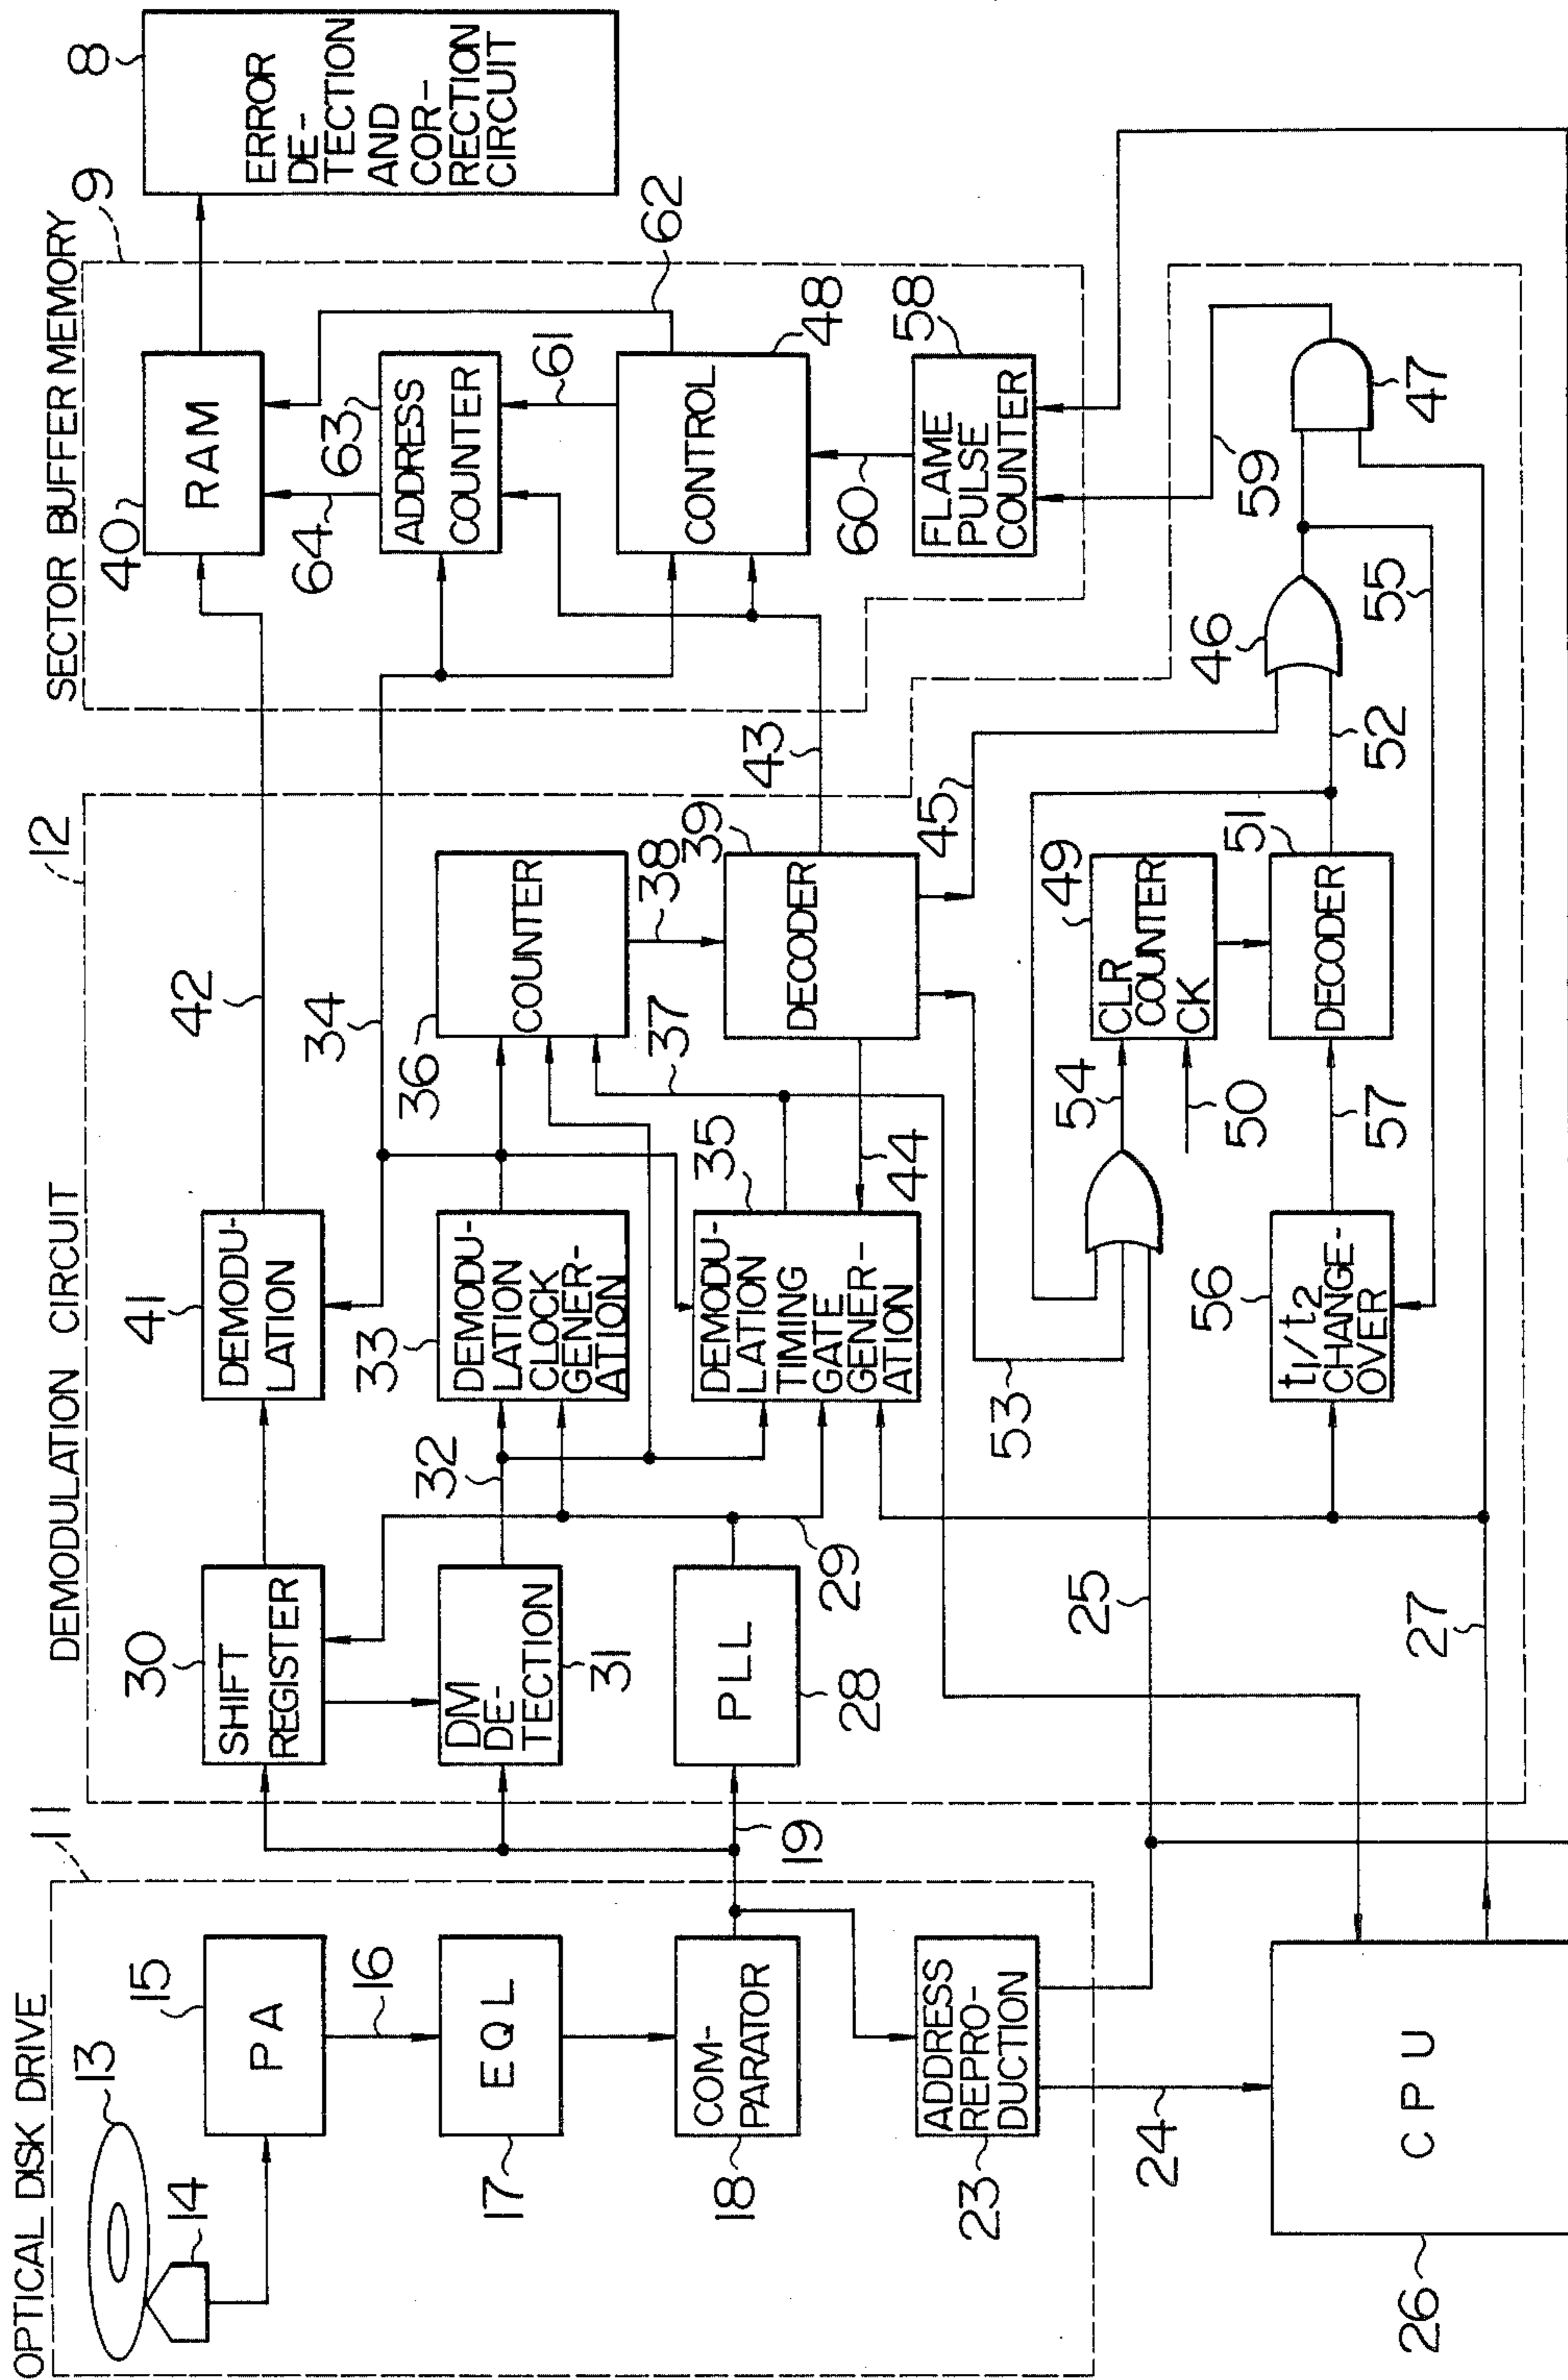 OPTICAL DISK DRIVE
11
13
14
15
PA
16
EQL
17
COM-
PARATOR
18
19
ADDRESS
REPRO-
DUCTION
23
24
CPU
26
25
27
DEMODULATION CIRCUIT
12
30
SHIFT
REGISTER
DM
DE-
TECTION
31
PLL
28
29
32
41
DEMODU-
LATION
33
DEMODU-
LATION
CLOCK
GENER-
ATION
DEMODU-
LATION
TIMING
GATE
GENER-
ATION
35
34
42
36
COUNTER
37
38
39
DECODER
44
43
45
53
54
50
CLR
COUNTER
CK
49
DECODER
51
52
56
t1/t2
CHANGE-
OVER
57
55
46
47
59
SECTOR BUFFER MEMORY
9
40
RAM
64
63
ADDRESS
COUNTER
61
62
CONTROL
48
60
FLAME
PULSE
COUNTER
58
8
ERROR
DE-
TECTION
AND
COR-
RECTION
CIRCUIT